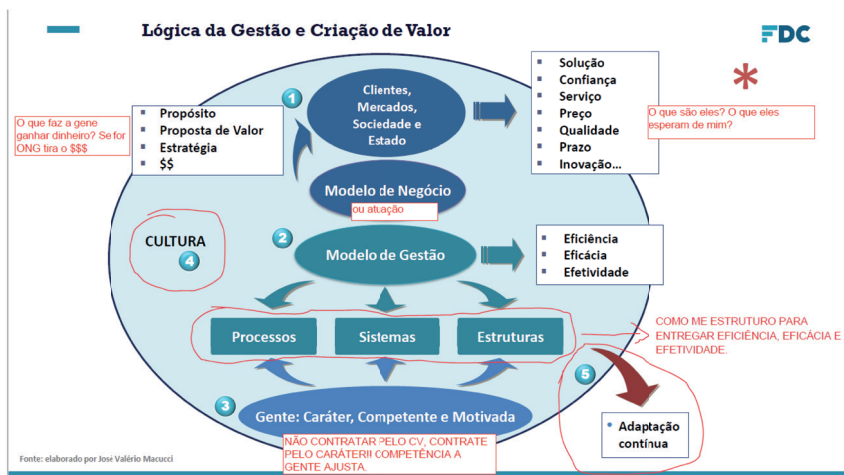 Lógica da Gestão e Criação de Valor
FDC
1
Clientes,
Mercados,
Sociedade e
Estado
▪ Solução
▪ Confiança
▪ Serviço
▪ Preço
▪ Qualidade
▪ Prazo
▪ Inovação...
*
O que são eles? O que eles
esperam de mim?
O que faz a gene
ganhar dinheiro? Se for
ONG tira o $$$
▪ Propósito
▪ Proposta de Valor
▪ Estratégia
▪ $$
Modelo de Negócio
ou atuação
CULTURA
4
2
Modelo de Gestão
▪ Eficiência
▪ Eficácia
▪ Efetividade
Processos
Sistemas
Estruturas
COMO ME ESTRUTURO PARA
ENTREGAR EFICIÊNCIA, EFICÁCIA E
EFETIVIDADE.
3
Gente: Caráter, Competente e Motivada
NÃO CONTRATAR PELO CV, CONTRATE
PELO CARÁTER!! COMPETÊNCIA A
GENTE AJUSTA.
5
• Adaptação
contínua
Fonte: elaborado por José Valério Macucci